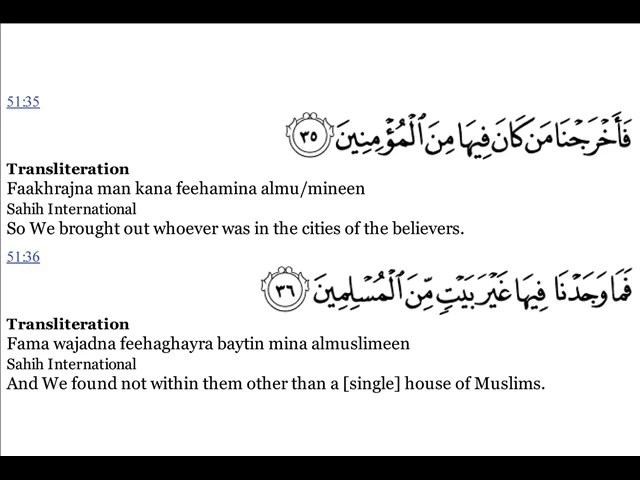 51:35
فَأَخْرَجْنَا مَن كَانَ فِيهَا مِنَ ٱلْمُؤْمِنِينَ ٣٥
Transliteration
Faakhrajna man kana feehamina almu/mineen
Sahih International
So We brought out whoever was in the cities of the believers.
51:36
فَمَا وَجَدْنَا فِيهَا غَيْرَ بَيْتٍ مِّنَ ٱلْمُسْلِمِينَ ٣٦
Transliteration
Fama wajadna feehaghayra baytin mina almuslimeen
Sahih International
And We found not within them other than a [single] house of Muslims.